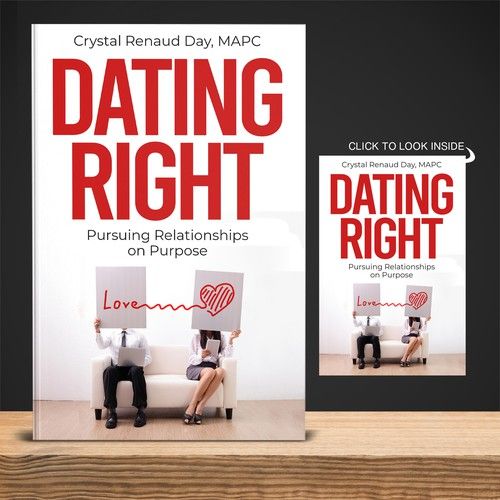 Crystal Renaud Day, MAPC
DATING
RIGHT
Pursuing Relationships
on Purpose
Love
CLICK TO LOOK INSIDE
Crystal Renaud Day, MAPC
DATING
RIGHT
Pursuing Relationships
on Purpose
Love